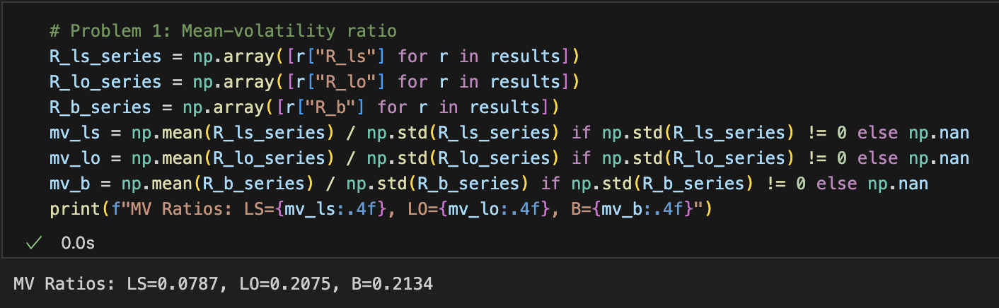 # Problem 1: Mean-volatility ratio
R_ls_series = np.array([r["R_ls"] for r in results])
R_lo_series = np.array([r["R_lo"] for r in results])
R_b_series = np.array([r["R_b"] for r in results])
mv_ls = np.mean(R_ls_series) / np.std(R_ls_series) if np.std(R_ls_series) != 0 else np.nan
mv_lo = np.mean(R_lo_series) / np.std(R_lo_series) if np.std(R_lo_series) != 0 else np.nan
mv_b = np.mean(R_b_series) / np.std(R_b_series) if np.std(R_b_series) != 0 else np.nan
print(f"MV Ratios: LS={mv_ls:.4f}, LO={mv_lo:.4f}, B={mv_b:.4f}")
✓ 0.0s
MV Ratios: LS=0.0787, LO=0.2075, B=0.2134